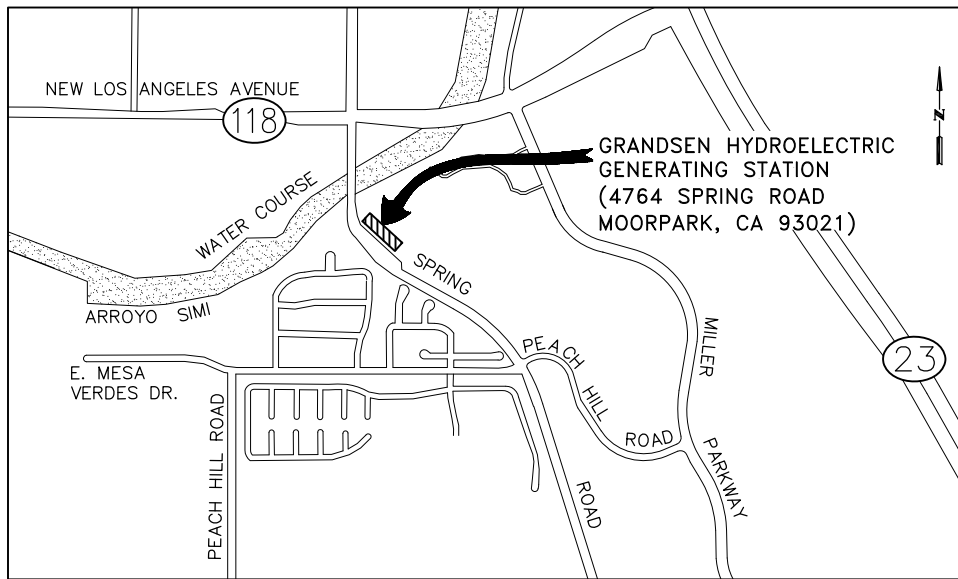 NEW LOS ANGELES AVENUE
118
N
GRANDSEN HYDROELECTRIC
GENERATING STATION
(4764 SPRING ROAD
MOORPARK, CA 93021)
WATER COURSE
SPRING
ARROYO SIMI
MILLER
PEACH
23
E. MESA
VERDES DR.
HILL
ROAD
PARKWAY
PEACH HILL ROAD
ROAD